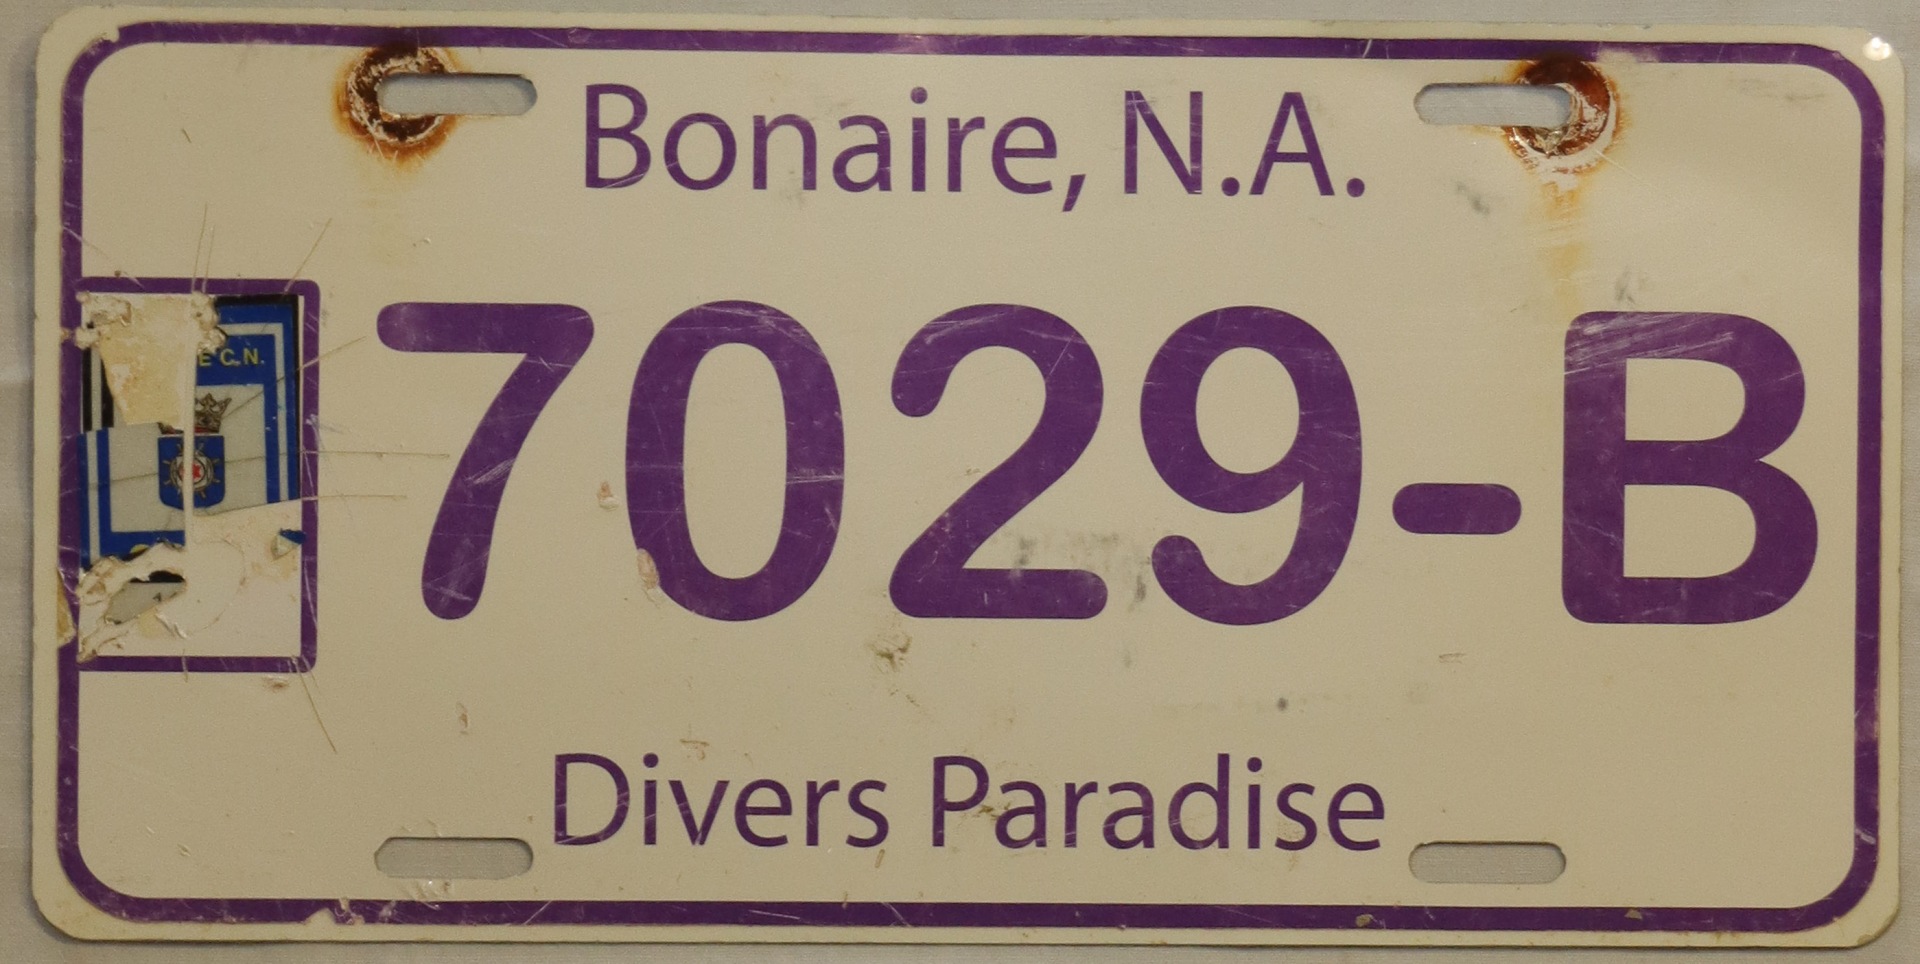 Bonaire, N.A.
E C.N.
7029-B
Divers Paradise